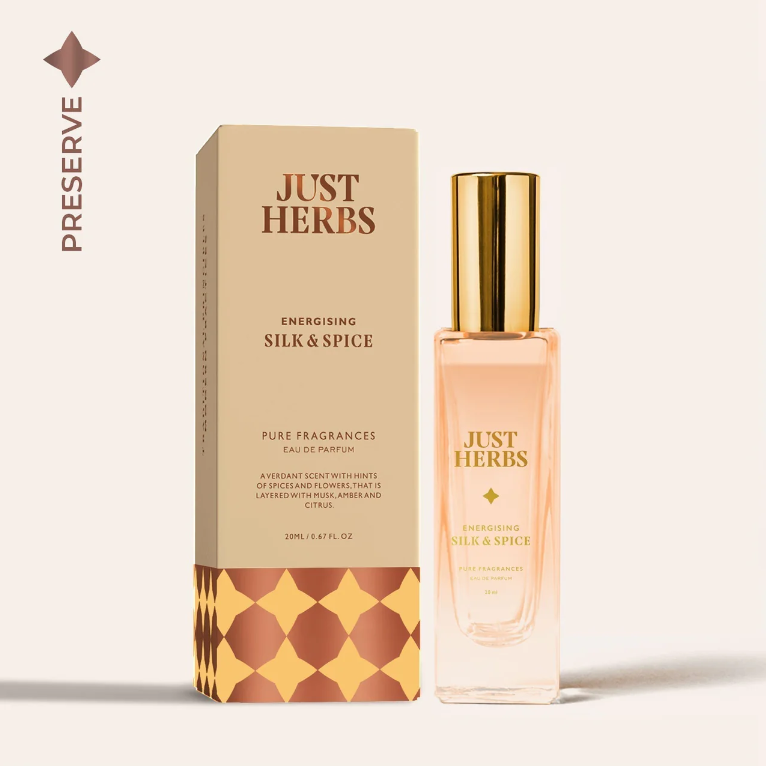 PRESERVE
JUST
HERBS
ENERGISING
SILK & SPICE
PURE FRAGRANCES
EAU DE PARFUM
A VERDANT SCENT WITH HINTS
OF SPICES AND FLOWERS, THAT IS
LAYERED WITH MUSK, AMBER AND
CITRUS.
20ML / 0.67 FL. OZ
JUST
HERBS
ENERGISING
SILK & SPICE
PURE FRAGRANCES
EAU DE PARFUM
20 ml